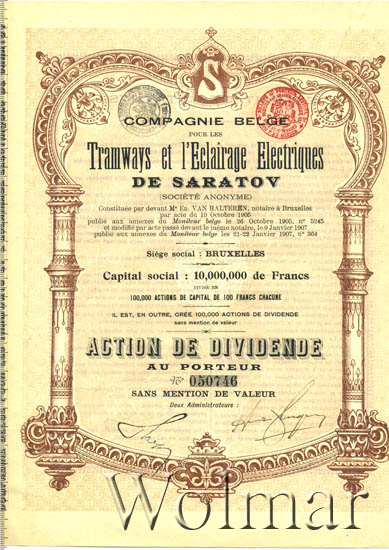 S
COMPAGNIE BELGE
POUR LES
Tramways et l'Eclairage Electriques
DE SARATOV
(SOCIÉTÉ ANONYME)
Constituée par devant Me Ed. VAN HALTEREN, notaire à Bruxelles
par acte du 19 Octobre 1905
publié aux annexes du Moniteur belge le 26 Octobre 1905, n° 5245
et modifié par acte passé devant le même notaire, le 9 Janvier 1907
publié aux annexes du Moniteur belge les 21-22 Janvier 1907, n° 364
Siège social : BRUXELLES
Capital social : 10,000,000 de Francs
DIVISÉ EN
100,000 ACTIONS DE CAPITAL DE 100 FRANCS CHACUNE
IL EST, EN OUTRE, CRÉÉ 100,000 ACTIONS DE DIVIDENDE
sans mention de valeur
ACTION DE DIVIDENDE
AU PORTEUR
N° 050746
SANS MENTION DE VALEUR
Deux Administrateurs :
Wolmar